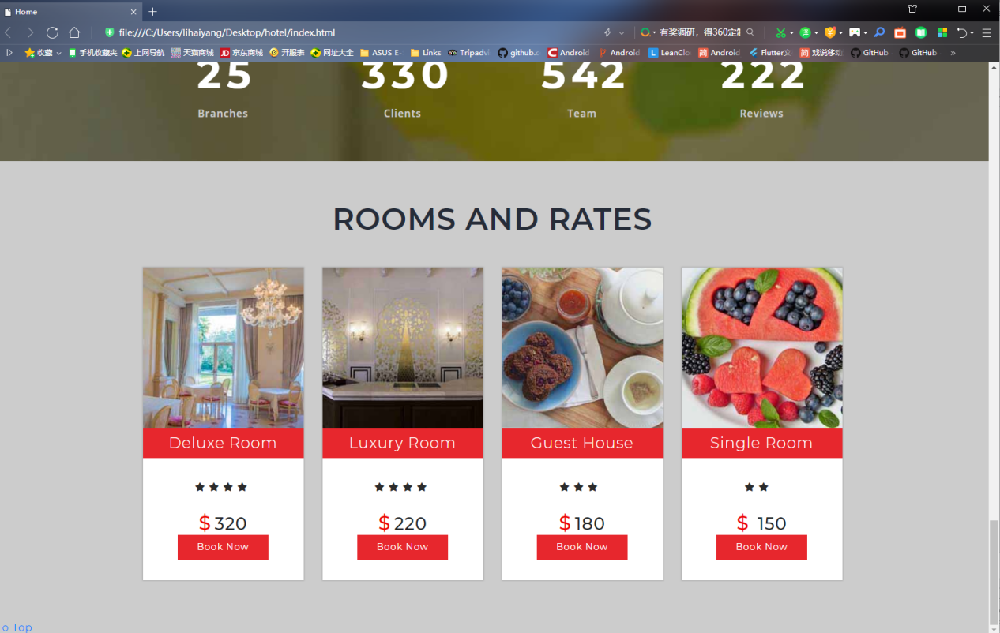 Home
file:///C:/Users/lihaiyang/Desktop/hotel/index.html
有奖调研，得360定制
收藏 手机收藏夹 上网导航 天猫商城 JD 京东商城 开服表 网址大全 ASUS E- Links Tripadvi github.c Android Android L LeanClo 简 Android Flutter文 简 戏说移动 GitHub GitHub »
25 330 542 222
Branches Clients Team Reviews
ROOMS AND RATES
Deluxe Room Luxury Room Guest House Single Room
$ 320 $ 220 $ 180 $ 150
Book Now Book Now Book Now Book Now
To Top